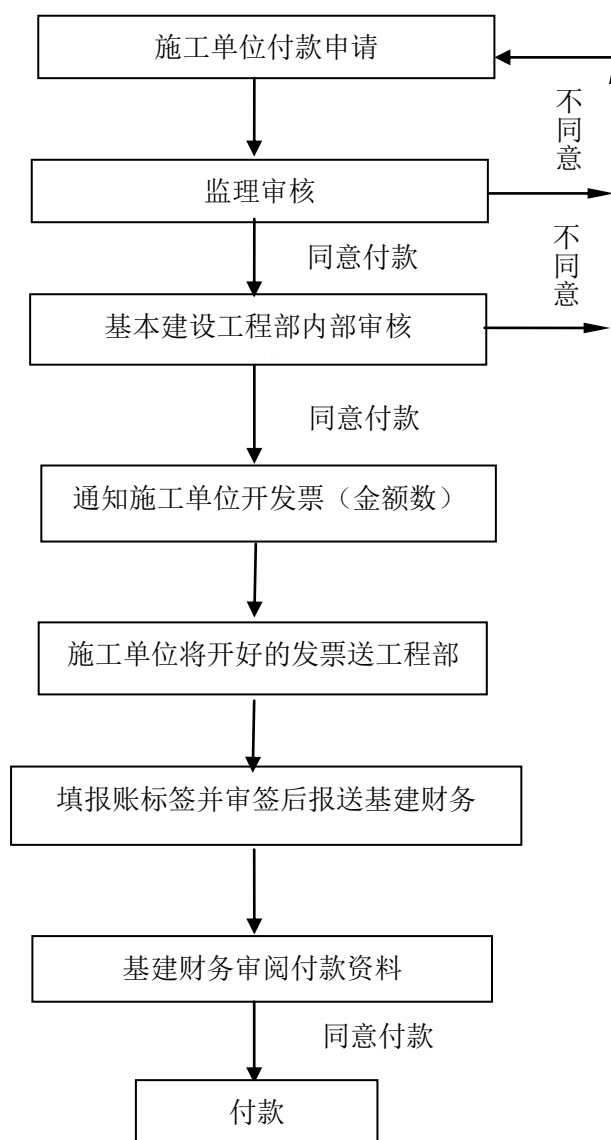 施工单位付款申请
不同意
监理审核
同意付款
不同意
基本建设工程部内部审核
同意付款
通知施工单位开发票（金额数）
施工单位将开好的发票送工程部
填报账标签并审签后报送基建财务
基建财务审阅付款资料
同意付款
付款